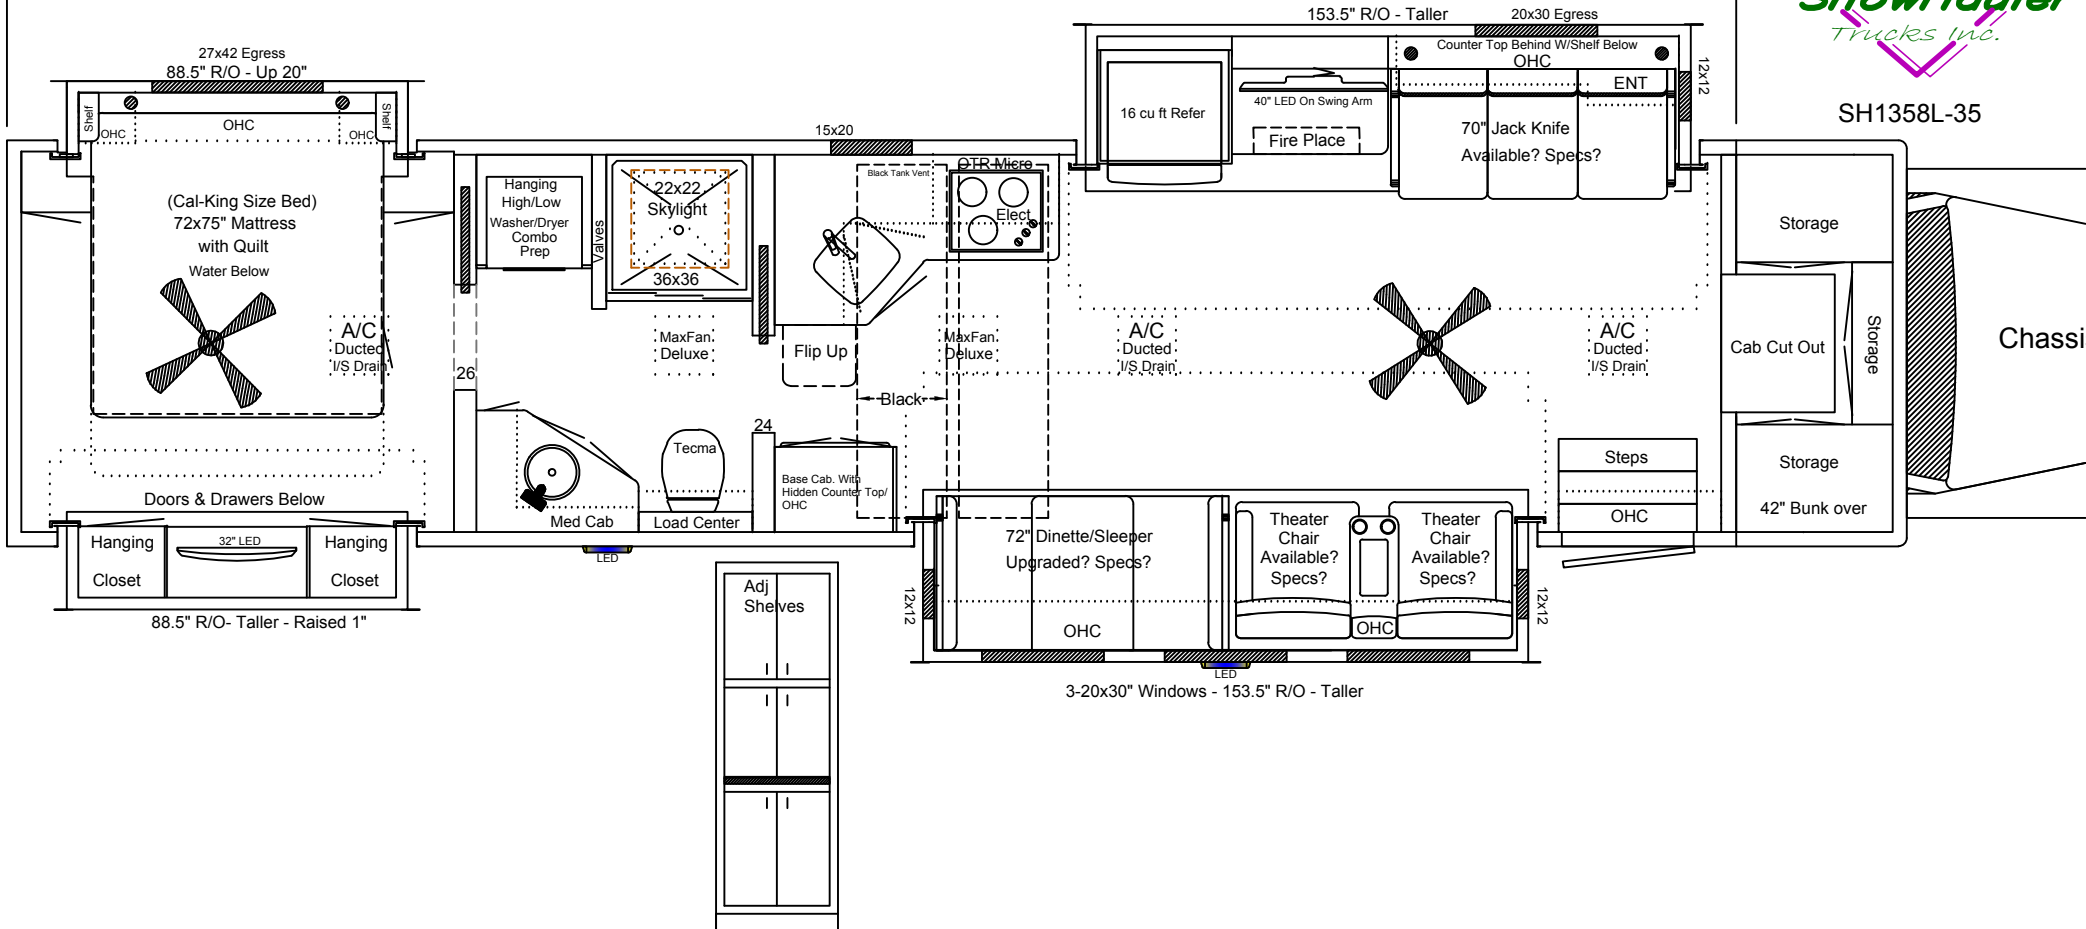 ShowHauler
Trucks Inc.
SH1358L-35
27x42 Egress
88.5" R/O - Up 20"
Shelf
OHC
OHC
OHC
Shelf
(Cal-King Size Bed)
72x75" Mattress
with Quilt
Water Below
A/C
Ducted
I/S Drain
26
Doors & Drawers Below
Hanging
Closet
32" LED
Hanging
Closet
88.5" R/O- Taller - Raised 1"
Hanging
High/Low
Washer/Dryer
Combo
Prep
Valves
22x22
Skylight
36x36
MaxFan
Deluxe
Tecma
Med Cab
Load Center
LED
24
15x20
Black Tank Vent
OTR Micro
Elect
Flip Up
Black
MaxFan
Deluxe
Base Cab. With
Hidden Counter Top/
OHC
Adj
Shelves
153.5" R/O - Taller
20x30 Egress
Counter Top Behind W/Shelf Below
OHC
ENT
12x12
16 cu ft Refer
40" LED On Swing Arm
Fire Place
70" Jack Knife
Available? Specs?
A/C
Ducted
I/S Drain
A/C
Ducted
I/S Drain
72" Dinette/Sleeper
Upgraded? Specs?
OHC
Theater
Chair
Available?
Specs?
OHC
Theater
Chair
Available?
Specs?
12x12
12x12
LED
3-20x30" Windows - 153.5" R/O - Taller
Steps
OHC
Storage
Cab Cut Out
Storage
Storage
42" Bunk over
Chassi